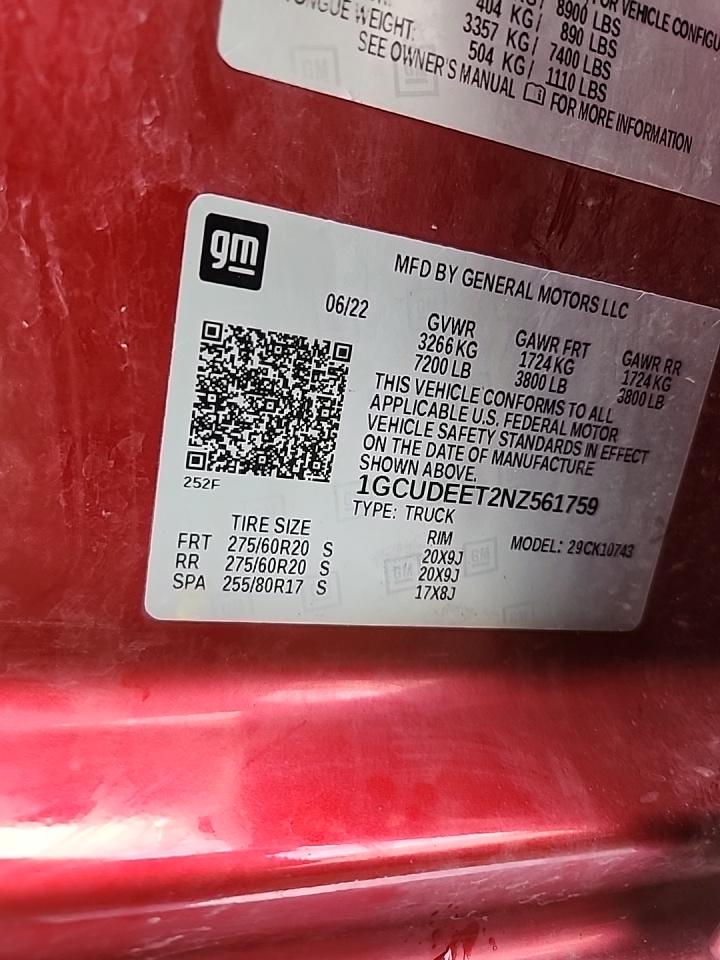 FOR VEHICLE CONFIGU
KG/ 8900 LBS
404 KG/ 890 LBS
TONGUE WEIGHT: 3357 KG/ 7400 LBS
504 KG/ 1110 LBS
SEE OWNER'S MANUAL FOR MORE INFORMATION
gm
MFD BY GENERAL MOTORS LLC
06/22
GVWR GAWR FRT GAWR RR
3266 KG 1724 KG 1724 KG
7200 LB 3800 LB 3800 LB
THIS VEHICLE CONFORMS TO ALL
APPLICABLE U.S. FEDERAL MOTOR
VEHICLE SAFETY STANDARDS IN EFFECT
ON THE DATE OF MANUFACTURE
SHOWN ABOVE.
252F
1GCUDEET2NZ561759
TYPE: TRUCK
TIRE SIZE RIM MODEL: 29CK10743
FRT 275/60R20 S 20X9J
RR 275/60R20 S 20X9J
SPA 255/80R17 S 17X8J